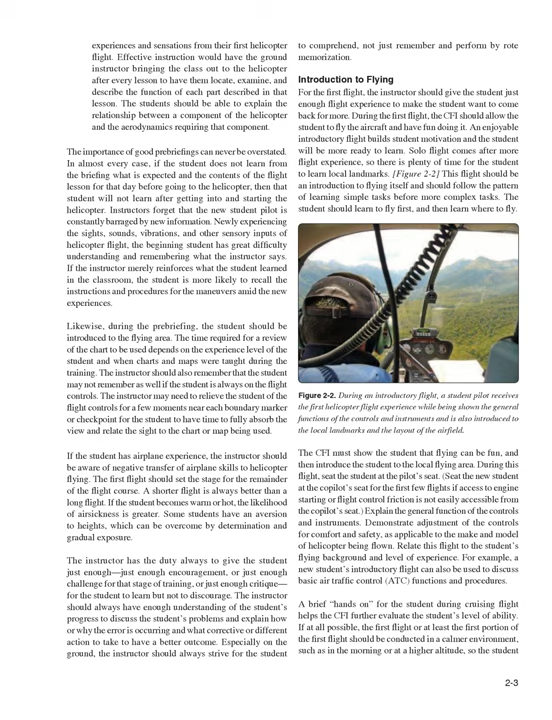 experiences and sensations from their first helicopter
flight. Effective instruction would have the ground
instructor bringing the class out to the helicopter
after every lesson to have them locate, examine, and
describe the function of each part described in that
lesson. The students should be able to explain the
relationship between a component of the helicopter
and the aerodynamics requiring that component.
The importance of good prebriefings can never be overstated.
In almost every case, if the student does not learn from
the briefing what is expected and the contents of the flight
lesson for that day before going to the helicopter, then that
student will not learn after getting into and starting the
helicopter. Instructors forget that the new student pilot is
constantly barraged by new information. Newly experiencing
the sights, sounds, vibrations, and other sensory inputs of
helicopter flight, the beginning student has great difficulty
understanding and remembering what the instructor says.
If the instructor merely reinforces what the student learned
in the classroom, the student is more likely to recall the
instructions and procedures for the maneuvers amid the new
experiences.
Likewise, during the prebriefing, the student should be
introduced to the flying area. The time required for a review
of the chart to be used depends on the experience level of the
student and when charts and maps were taught during the
training. The instructor should also remember that the student
may not remember as well if the student is always on the flight
controls. The instructor may need to relieve the student of the
flight controls for a few moments near each boundary marker
or checkpoint for the student to have time to fully absorb the
view and relate the sight to the chart or map being used.
If the student has airplane experience, the instructor should
be aware of negative transfer of airplane skills to helicopter
flying. The first flight should set the stage for the remainder
of the flight course. A shorter flight is always better than a
long flight. If the student becomes warm or hot, the likelihood
of airsickness is greater. Some students have an aversion
to heights, which can be overcome by determination and
gradual exposure.
The instructor has the duty always to give the student
just enough—just enough encouragement, or just enough
challenge for that stage of training, or just enough critique—
for the student to learn but not to discourage. The instructor
should always have enough understanding of the student's
progress to discuss the student's problems and explain how
or why the error is occurring and what corrective or different
action to take to have a better outcome. Especially on the
ground, the instructor should always strive for the student
to comprehend, not just remember and perform by rote
memorization.
Introduction to Flying
For the first flight, the instructor should give the student just
enough flight experience to make the student want to come
back for more. During the first flight, the CFI should allow the
student to fly the aircraft and have fun doing it. An enjoyable
introductory flight builds student motivation and the student
will be more ready to learn. Solo flight comes after more
flight experience, so there is plenty of time for the student
to learn local landmarks. [Figure 2-2] This flight should be
an introduction to flying itself and should follow the pattern
of learning simple tasks before more complex tasks. The
student should learn to fly first, and then learn where to fly.
Figure 2-2. During an introductory flight, a student pilot receives
the first helicopter flight experience while being shown the general
functions of the controls and instruments and is also introduced to
the local landmarks and the layout of the airfield.
The CFI must show the student that flying can be fun, and
then introduce the student to the local flying area. During this
flight, seat the student at the pilot's seat. (Seat the new student
at the copilot's seat for the first few flights if access to engine
starting or flight control friction is not easily accessible from
the copilot's seat.) Explain the general function of the controls
and instruments. Demonstrate adjustment of the controls
for comfort and safety, as applicable to the make and model
of helicopter being flown. Relate this flight to the student's
flying background and level of experience. For example, a
new student's introductory flight can also be used to discuss
basic air traffic control (ATC) functions and procedures.
A brief "hands on" for the student during cruising flight
helps the CFI further evaluate the student's level of ability.
If at all possible, the first flight or at least the first portion of
the first flight should be conducted in a calmer environment,
such as in the morning or at a higher altitude, so the student
2-3